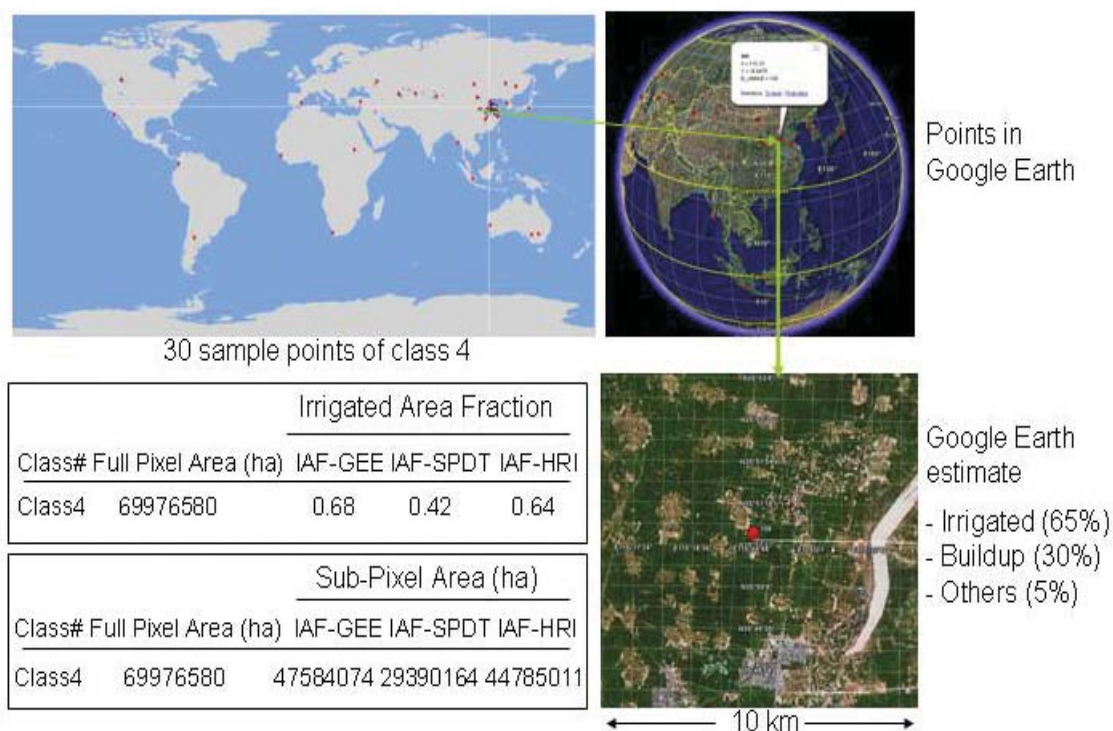 Points in
Google Earth
30 sample points of class 4
Irrigated Area Fraction
Class# Full Pixel Area (ha) IAF-GEE IAF-SPDT IAF-HRI
Class4 69976580 0.68 0.42 0.64
Sub-Pixel Area (ha)
Class# Full Pixel Area (ha) IAF-GEE IAF-SPDT IAF-HRI
Class4 69976580 47584074 29390164 44785011
Google Earth
estimate
- Irrigated (65%)
- Buildup (30%)
- Others (5%)
10 km